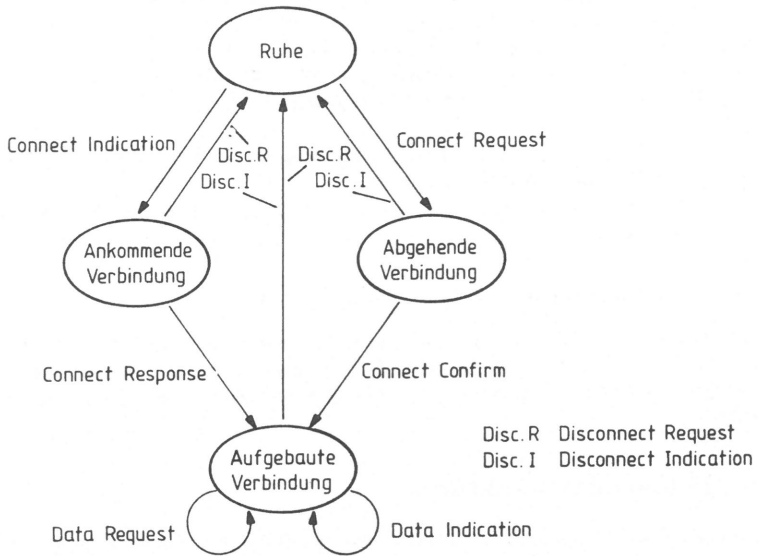 Ruhe
Connect Indication
Connect Request
Disc.R
Disc.R
Disc.I
Disc.I
Ankommende
Verbindung
Abgehende
Verbindung
Connect Response
Connect Confirm
Aufgebaute
Verbindung
Disc.R Disconnect Request
Disc.I Disconnect Indication
Data Request
Data Indication